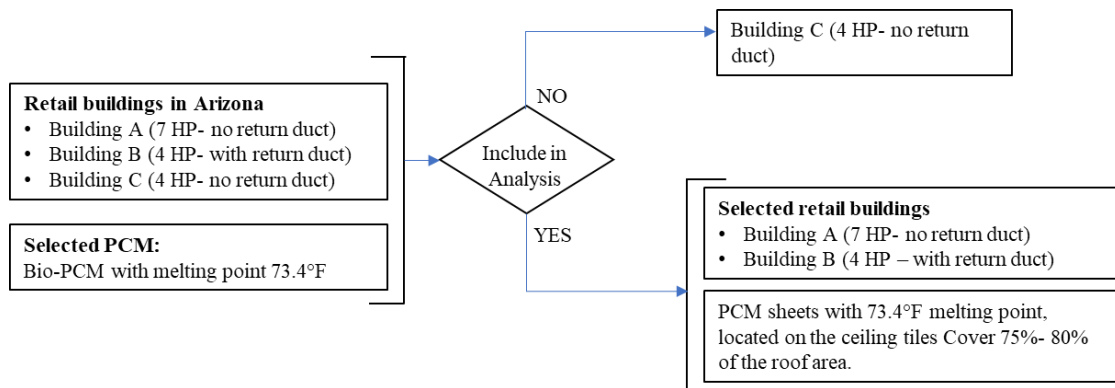 Retail buildings in Arizona
• Building A (7 HP- no return duct)
• Building B (4 HP- with return duct)
• Building C (4 HP- no return duct)
Selected PCM:
Bio-PCM with melting point 73.4°F
Include in
Analysis
NO
Building C (4 HP- no return
duct)
YES
Selected retail buildings
• Building A (7 HP- no return duct)
• Building B (4 HP – with return duct)
PCM sheets with 73.4°F melting point,
located on the ceiling tiles Cover 75%- 80%
of the roof area.